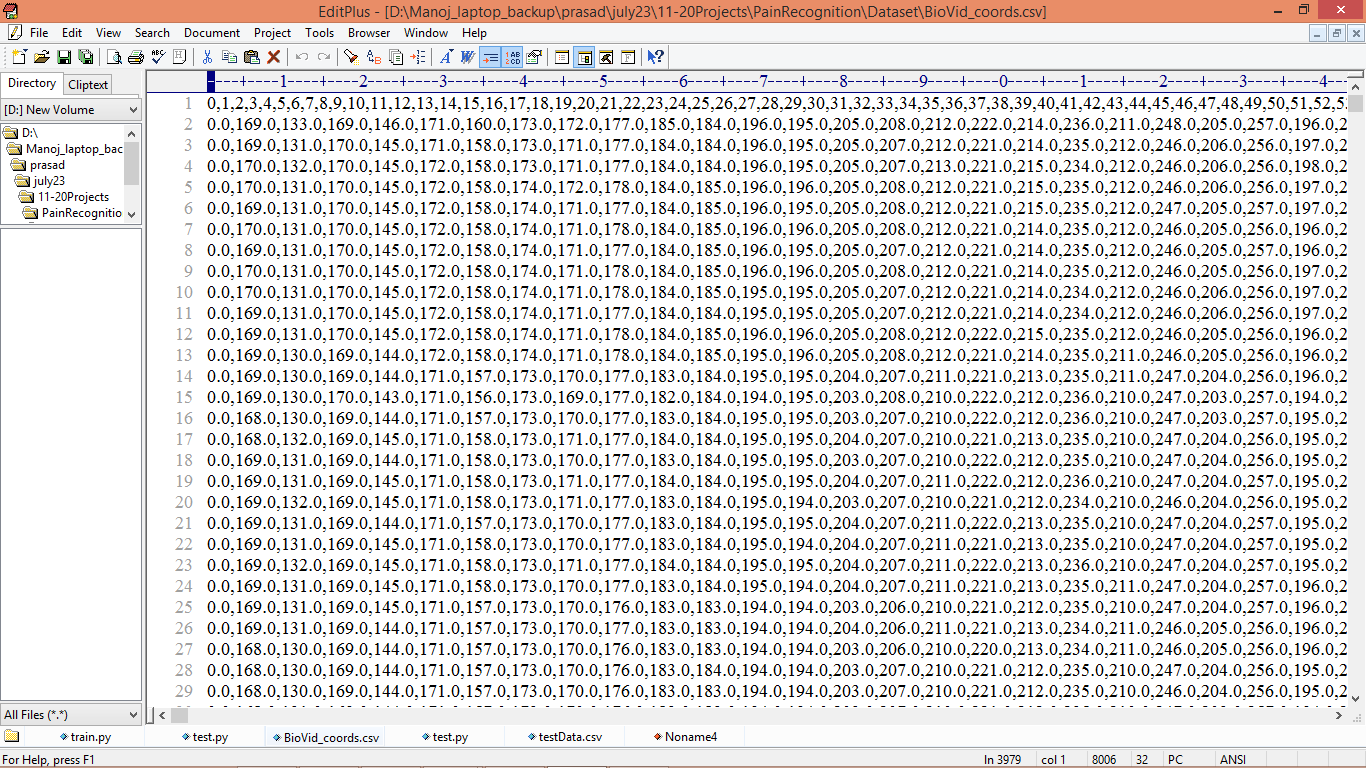 EditPlus - [D:\Manoj_laptop_backup\prasad\july23\11-20Projects\PainRecognition\Dataset\BioVid_coords.csv]
File Edit View Search Document Project Tools Browser Window Help
Directory Cliptext
[D:] New Volume
D:\
Manoj_laptop_bac
prasad
july23
11-20Projects
PainRecognitio
----+----1----+----2----+----3----+----4----+----5----+----6----+----7----+----8----+----9----+----0----+----1----+----2----+----3----+----4--
1 0,1,2,3,4,5,6,7,8,9,10,11,12,13,14,15,16,17,18,19,20,21,22,23,24,25,26,27,28,29,30,31,32,33,34,35,36,37,38,39,40,41,42,43,44,45,46,47,48,49,50,51,52,5
2 0.0,169.0,133.0,169.0,146.0,171.0,160.0,173.0,172.0,177.0,185.0,184.0,196.0,195.0,205.0,208.0,212.0,222.0,214.0,236.0,211.0,248.0,205.0,257.0,196.0,2
3 0.0,169.0,131.0,170.0,145.0,171.0,158.0,173.0,171.0,177.0,184.0,184.0,196.0,195.0,205.0,207.0,212.0,221.0,214.0,235.0,212.0,246.0,206.0,256.0,197.0,2
4 0.0,170.0,132.0,170.0,145.0,172.0,158.0,173.0,171.0,177.0,184.0,184.0,195.0,196.0,205.0,207.0,213.0,221.0,215.0,234.0,212.0,246.0,206.0,256.0,198.0,2
5 0.0,170.0,131.0,170.0,145.0,172.0,158.0,174.0,172.0,178.0,184.0,185.0,196.0,196.0,205.0,208.0,212.0,221.0,215.0,235.0,212.0,246.0,206.0,256.0,197.0,2
6 0.0,169.0,131.0,170.0,145.0,172.0,158.0,174.0,171.0,177.0,184.0,185.0,196.0,195.0,205.0,208.0,212.0,221.0,215.0,235.0,212.0,247.0,205.0,257.0,197.0,2
7 0.0,170.0,131.0,170.0,145.0,172.0,158.0,174.0,171.0,177.0,184.0,185.0,196.0,196.0,205.0,208.0,212.0,221.0,214.0,235.0,212.0,246.0,205.0,257.0,196.0,2
8 0.0,169.0,131.0,170.0,145.0,172.0,158.0,174.0,171.0,177.0,184.0,185.0,196.0,195.0,205.0,207.0,212.0,221.0,214.0,235.0,212.0,246.0,205.0,257.0,196.0,2
9 0.0,170.0,131.0,170.0,145.0,172.0,158.0,174.0,171.0,178.0,184.0,185.0,196.0,196.0,205.0,208.0,212.0,221.0,214.0,235.0,212.0,246.0,205.0,256.0,197.0,2
10 0.0,170.0,131.0,170.0,145.0,172.0,158.0,174.0,171.0,178.0,184.0,185.0,195.0,195.0,205.0,207.0,212.0,221.0,214.0,234.0,212.0,246.0,206.0,256.0,197.0,2
11 0.0,169.0,131.0,170.0,145.0,172.0,158.0,174.0,171.0,177.0,184.0,184.0,195.0,195.0,205.0,207.0,212.0,221.0,214.0,234.0,212.0,246.0,206.0,256.0,197.0,2
12 0.0,169.0,131.0,170.0,145.0,172.0,158.0,174.0,171.0,178.0,184.0,185.0,196.0,196.0,205.0,208.0,212.0,222.0,215.0,235.0,212.0,246.0,205.0,256.0,196.0,2
13 0.0,169.0,130.0,169.0,144.0,172.0,158.0,174.0,171.0,178.0,184.0,185.0,195.0,196.0,205.0,208.0,212.0,221.0,214.0,235.0,211.0,246.0,205.0,256.0,196.0,2
14 0.0,169.0,130.0,169.0,144.0,171.0,157.0,173.0,170.0,177.0,183.0,184.0,195.0,195.0,204.0,207.0,211.0,221.0,213.0,235.0,211.0,247.0,204.0,256.0,196.0,2
15 0.0,169.0,130.0,170.0,143.0,171.0,156.0,173.0,169.0,177.0,182.0,184.0,195.0,195.0,203.0,208.0,210.0,222.0,212.0,236.0,210.0,247.0,203.0,257.0,194.0,2
16 0.0,168.0,130.0,169.0,144.0,171.0,157.0,173.0,170.0,177.0,183.0,184.0,195.0,195.0,203.0,207.0,210.0,222.0,212.0,236.0,210.0,247.0,203.0,257.0,195.0,2
17 0.0,168.0,132.0,169.0,145.0,171.0,158.0,173.0,171.0,177.0,184.0,184.0,195.0,195.0,204.0,207.0,210.0,221.0,213.0,235.0,210.0,247.0,204.0,256.0,195.0,2
18 0.0,169.0,131.0,169.0,144.0,171.0,158.0,173.0,170.0,177.0,183.0,184.0,195.0,195.0,203.0,207.0,210.0,222.0,212.0,235.0,210.0,247.0,204.0,256.0,195.0,2
19 0.0,169.0,131.0,169.0,145.0,171.0,158.0,173.0,171.0,177.0,184.0,184.0,195.0,195.0,204.0,207.0,211.0,222.0,212.0,236.0,210.0,247.0,204.0,257.0,195.0,2
20 0.0,169.0,132.0,169.0,145.0,171.0,158.0,173.0,171.0,177.0,183.0,184.0,195.0,194.0,203.0,207.0,210.0,221.0,212.0,234.0,210.0,246.0,204.0,256.0,195.0,2
21 0.0,169.0,131.0,169.0,144.0,171.0,157.0,173.0,170.0,177.0,183.0,184.0,195.0,195.0,204.0,207.0,211.0,222.0,213.0,235.0,210.0,247.0,204.0,257.0,195.0,2
22 0.0,169.0,131.0,169.0,144.0,171.0,158.0,173.0,170.0,177.0,183.0,184.0,195.0,194.0,204.0,207.0,211.0,221.0,213.0,235.0,210.0,247.0,204.0,257.0,195.0,2
23 0.0,169.0,132.0,169.0,145.0,171.0,158.0,173.0,171.0,177.0,184.0,184.0,195.0,195.0,204.0,207.0,211.0,222.0,213.0,236.0,210.0,247.0,204.0,257.0,195.0,2
24 0.0,169.0,131.0,169.0,145.0,171.0,158.0,173.0,170.0,177.0,183.0,184.0,195.0,194.0,204.0,207.0,211.0,221.0,213.0,235.0,211.0,247.0,204.0,257.0,196.0,2
25 0.0,169.0,131.0,169.0,145.0,171.0,157.0,173.0,170.0,176.0,183.0,183.0,194.0,194.0,203.0,206.0,210.0,221.0,212.0,235.0,210.0,247.0,204.0,257.0,196.0,2
26 0.0,169.0,131.0,169.0,144.0,171.0,157.0,173.0,170.0,177.0,183.0,183.0,194.0,194.0,204.0,206.0,211.0,221.0,213.0,234.0,211.0,246.0,205.0,256.0,196.0,2
27 0.0,168.0,130.0,169.0,144.0,171.0,157.0,173.0,170.0,176.0,183.0,183.0,194.0,194.0,203.0,206.0,210.0,220.0,213.0,234.0,210.0,246.0,204.0,256.0,196.0,2
28 0.0,168.0,130.0,169.0,144.0,171.0,157.0,173.0,170.0,177.0,183.0,183.0,194.0,194.0,203.0,207.0,210.0,221.0,212.0,235.0,210.0,247.0,204.0,256.0,195.0,2
29 0.0,168.0,130.0,169.0,144.0,171.0,157.0,173.0,170.0,176.0,183.0,183.0,194.0,194.0,203.0,207.0,210.0,221.0,212.0,235.0,210.0,246.0,204.0,256.0,195.0,2
All Files (*.*)
train.py test.py BioVid_coords.csv test.py testData.csv Noname4
For Help, press F1 ln 3979 col 1 8006 32 PC ANSI